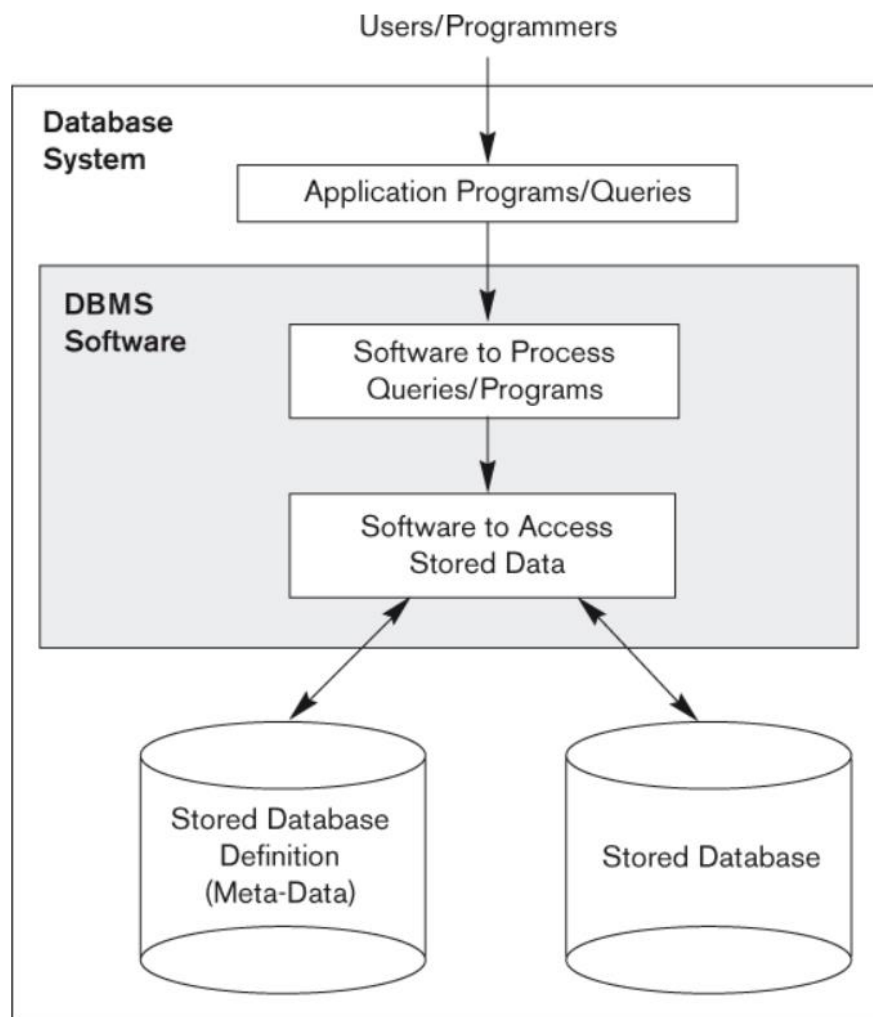 Users/Programmers
Database
System
Application Programs/Queries
DBMS
Software
Software to Process
Queries/Programs
Software to Access
Stored Data
Stored Database
Definition
(Meta-Data)
Stored Database